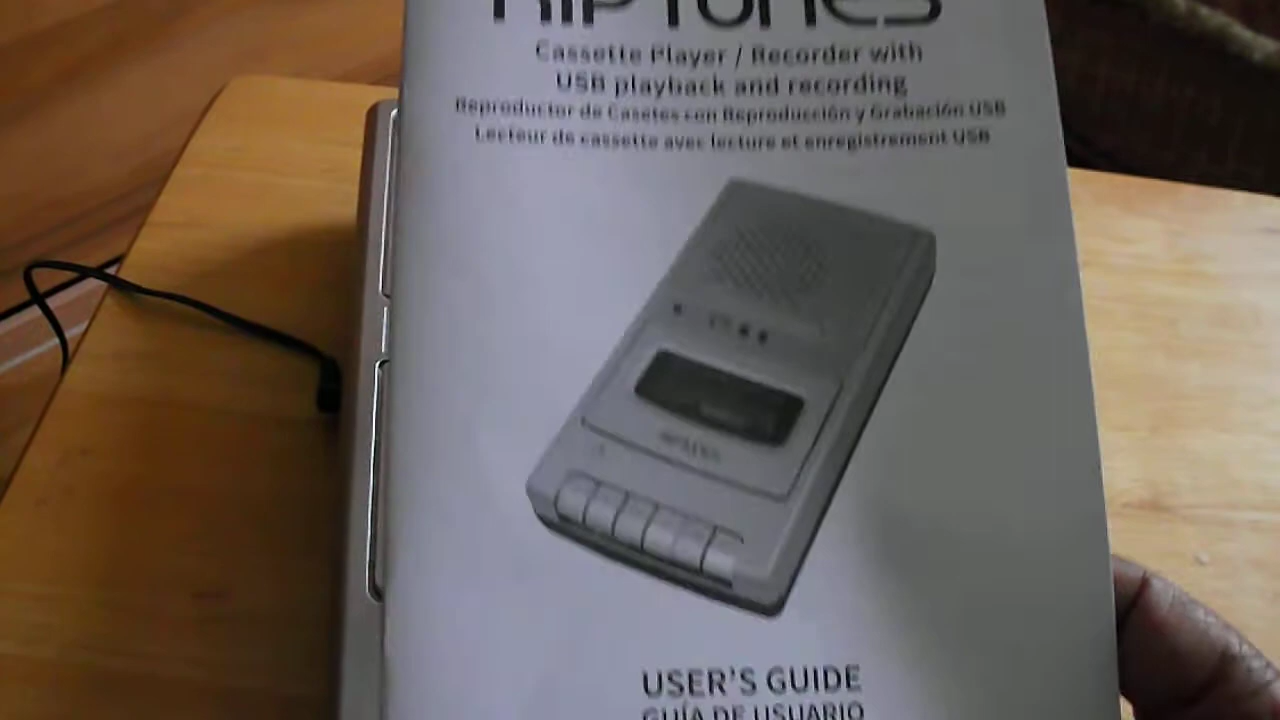 RIPTUNES
Cassette Player / Recorder with
USB playback and recording
Reproductor de Casetes con Reproducción y Grabación USB
Lecteur de cassette avec lecture et enregistrement USB
USER'S GUIDE
GUÍA DE USUARIO